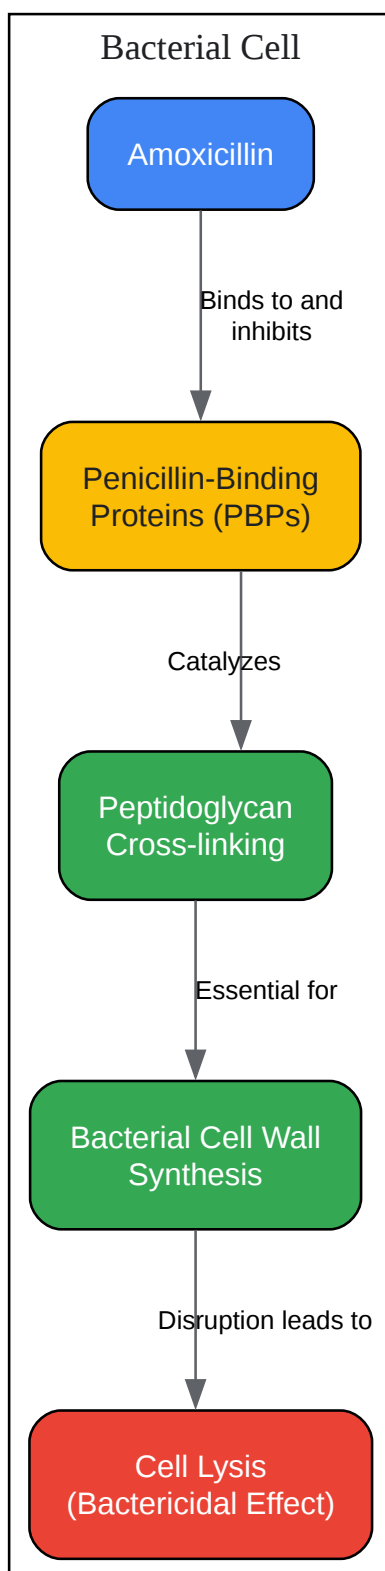 Bacterial Cell
Amoxicillin
Binds to and
inhibits
Penicillin-Binding
Proteins (PBPs)
Catalyzes
Peptidoglycan
Cross-linking
Essential for
Bacterial Cell Wall
Synthesis
Disruption leads to
Cell Lysis
(Bactericidal Effect)